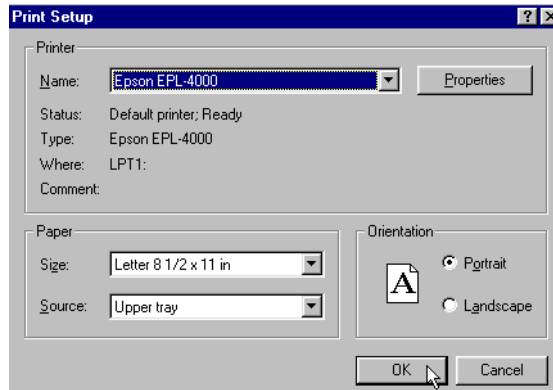 Print Setup
Printer
Name: Epson EPL-4000 Properties
Status: Default printer; Ready
Type: Epson EPL-4000
Where: LPT1:
Comment:
Paper
Size: Letter 8 1/2 x 11 in
Source: Upper tray
Orientation
A
Portrait
Landscape
OK Cancel